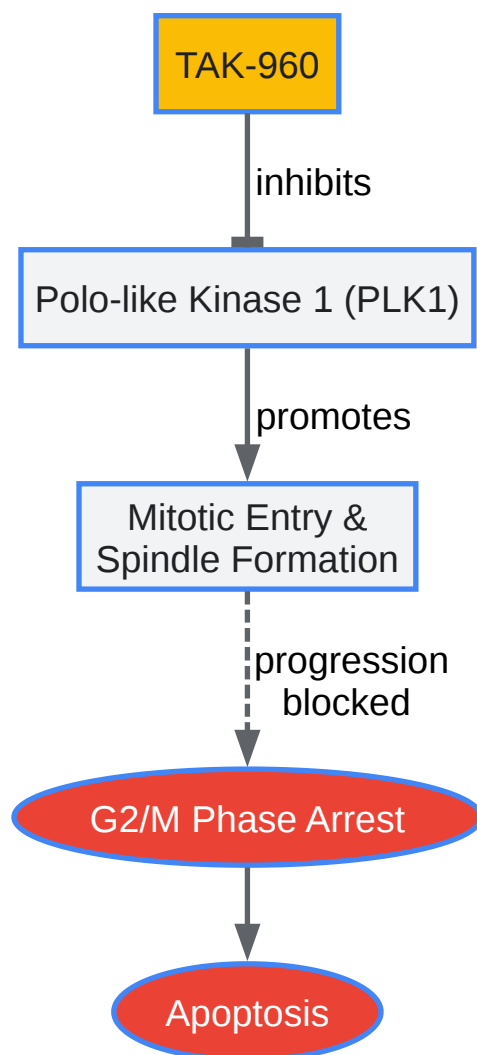 TAK-960
inhibits
Polo-like Kinase 1 (PLK1)
promotes
Mitotic Entry &
Spindle Formation
progression
blocked
G2/M Phase Arrest
Apoptosis